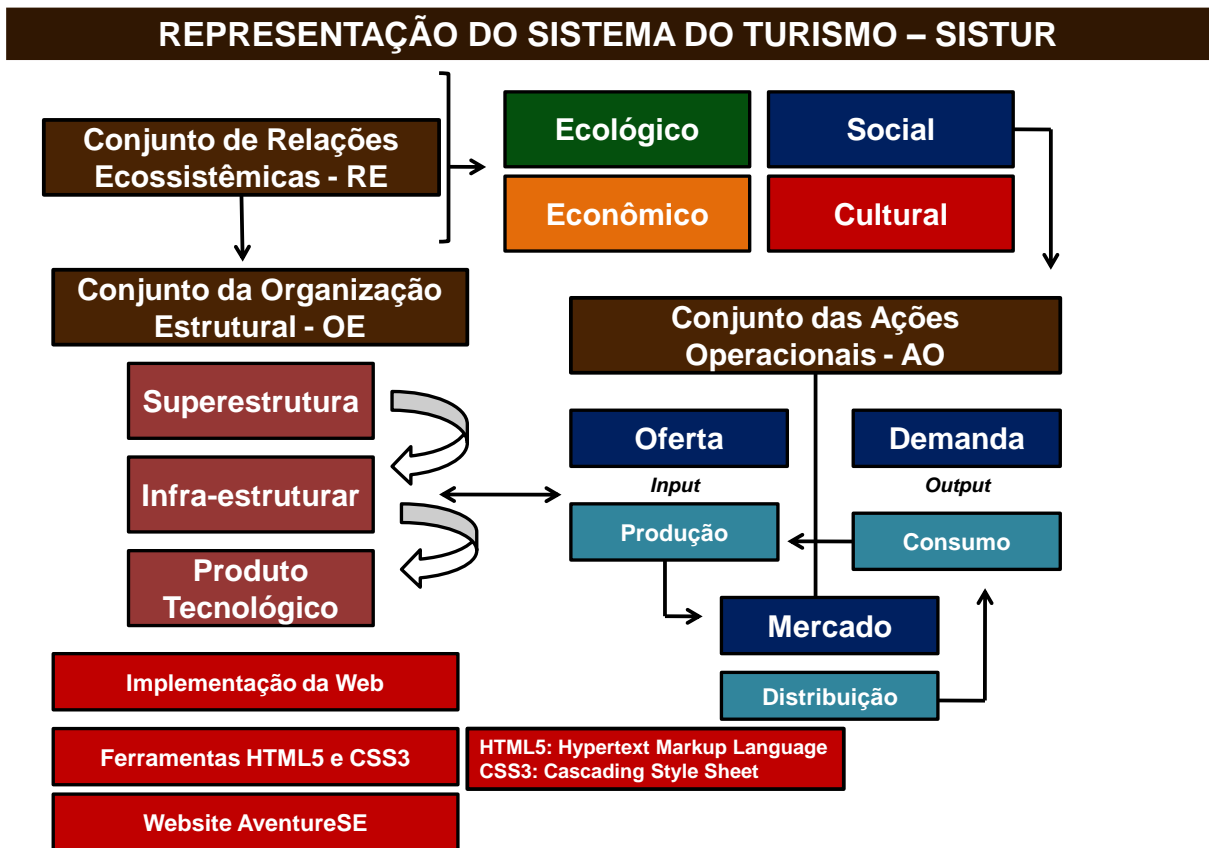 REPRESENTAÇÃO DO SISTEMA DO TURISMO – SISTUR
Conjunto de Relações
Ecossistêmicas - RE
Ecológico
Social
Econômico
Cultural
Conjunto da Organização
Estrutural - OE
Conjunto das Ações
Operacionais - AO
Superestrutura
Infra-estruturar
Produto
Tecnológico
Oferta
Demanda
Input
Output
Produção
Consumo
Mercado
Distribuição
Implementação da Web
Ferramentas HTML5 e CSS3
HTML5: Hypertext Markup Language
CSS3: Cascading Style Sheet
Website AventureSE